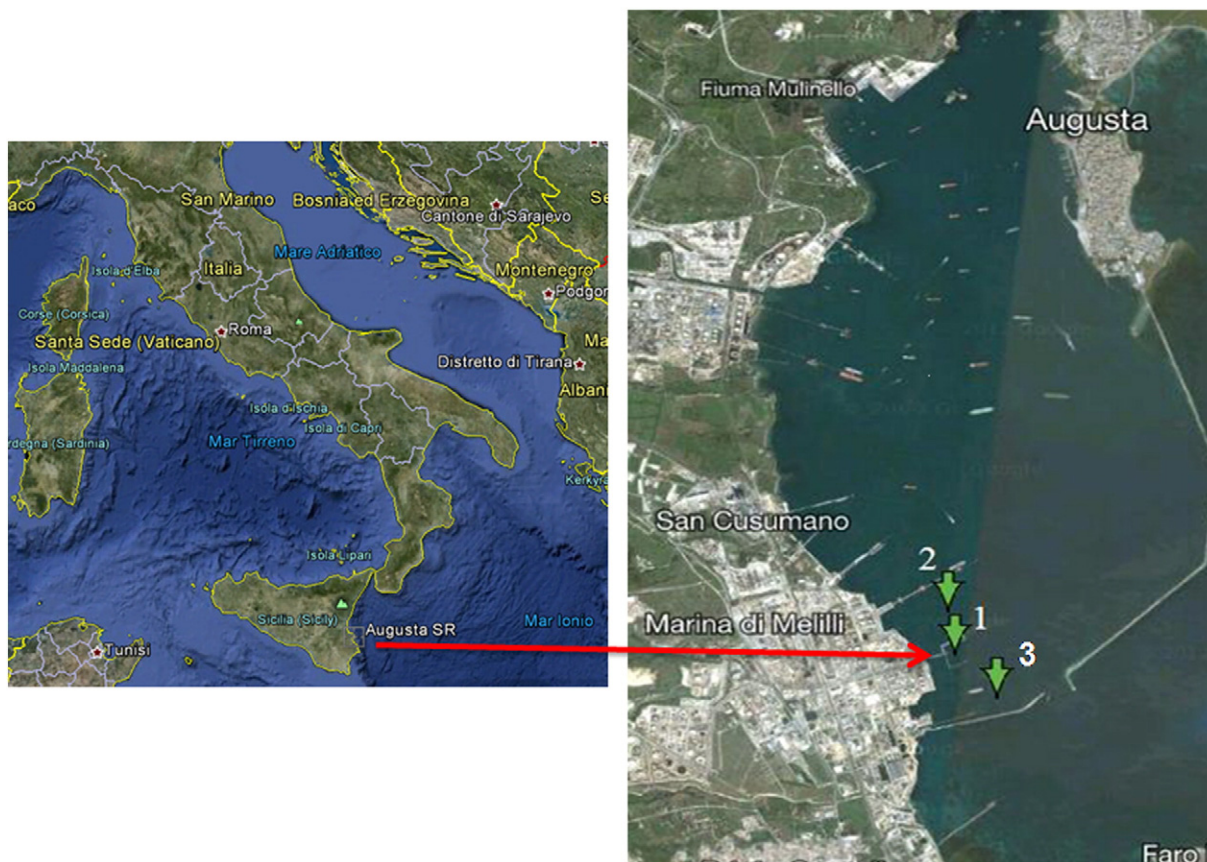 San Marino
Bosnia ed Erzegovina
Cantone di Sarajevo
aco
Isola d'Elba
Mare Adriatico
Italia
Montenegro
Podgor
Corse (Corsica)
Roma
Santa Sede (Vaticano)
Ma
Isola Maddalena
Distretto di Tirana
Albani
Isola d'Ischia
Isola di Capri
rdegna (Sardinia)
Mar Tirreno
Kerkyra
Isola Lipari
Sicilia (Sicily)
Augusta SR
Mar Ionio
Tunisi
Fiuma Mulinello
Augusta
San Cusumano
2
1
Marina di Melilli
3
Faro